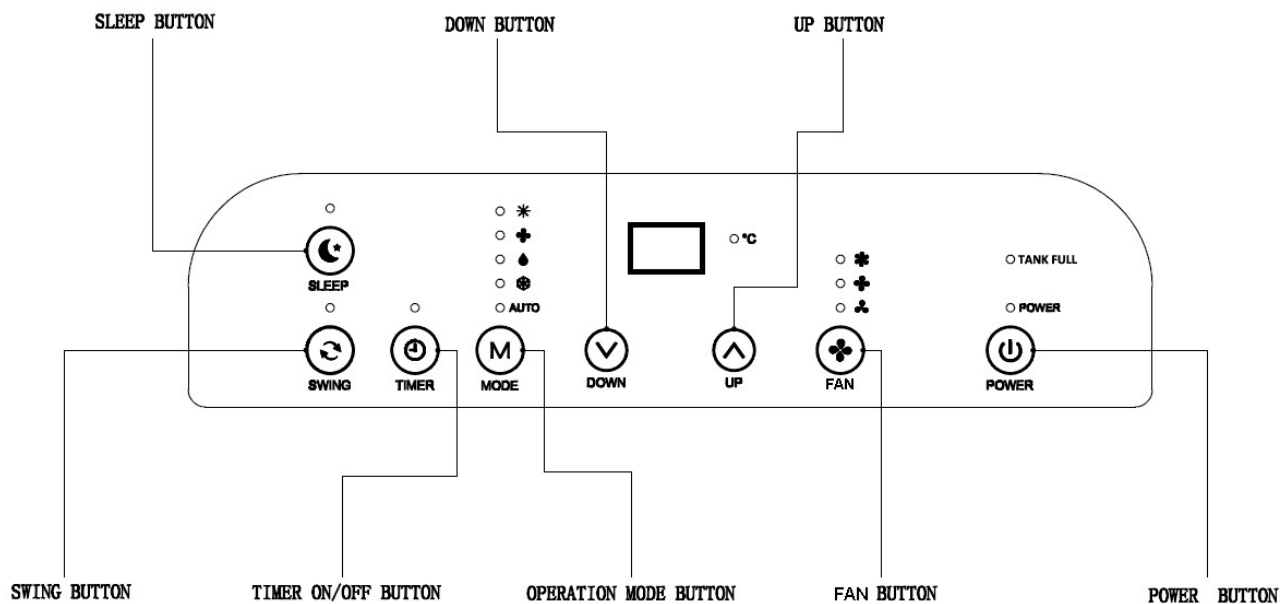 SLEEP BUTTON
DOWN BUTTON
UP BUTTON
°C
SLEEP
TANK FULL
AUTO
POWER
M
SWING
TIMER
MODE
DOWN
UP
FAN
POWER
SWING BUTTON
TIMER ON/OFF BUTTON
OPERATION MODE BUTTON
FAN BUTTON
POWER BUTTON